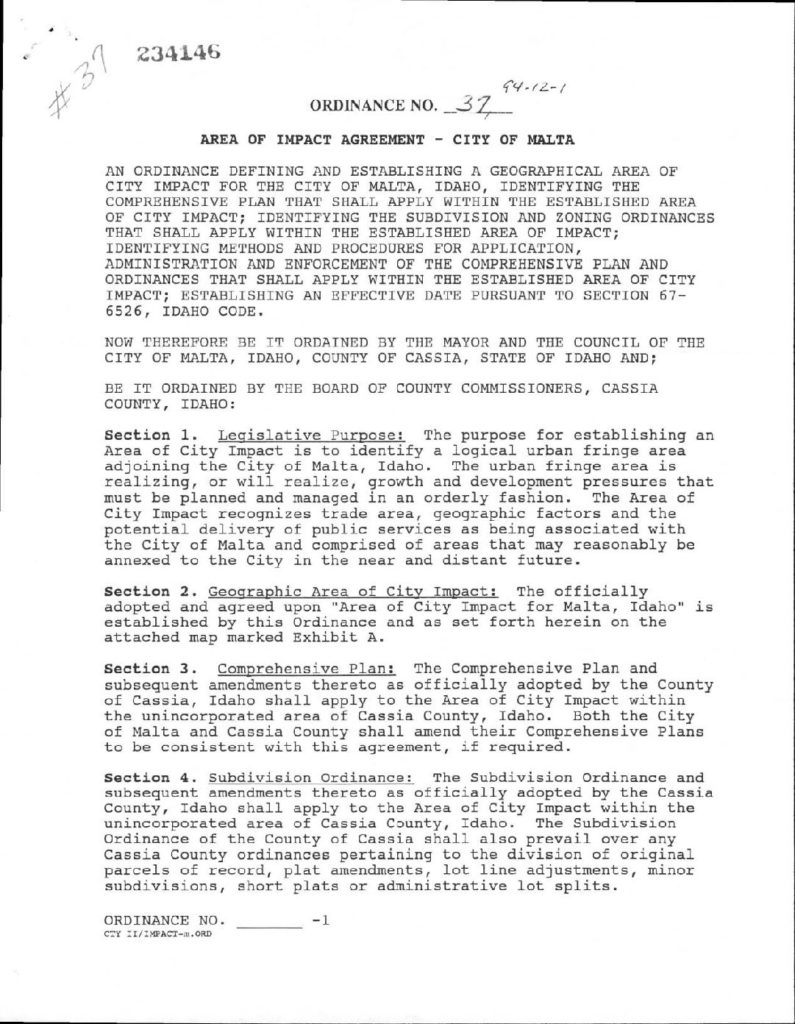 # 37
234146
94-12-1
ORDINANCE NO. 37
AREA OF IMPACT AGREEMENT - CITY OF MALTA
AN ORDINANCE DEFINING AND ESTABLISHING A GEOGRAPHICAL AREA OF
CITY IMPACT FOR THE CITY OF MALTA, IDAHO, IDENTIFYING THE
COMPREHENSIVE PLAN THAT SHALL APPLY WITHIN THE ESTABLISHED AREA
OF CITY IMPACT; IDENTIFYING THE SUBDIVISION AND ZONING ORDINANCES
THAT SHALL APPLY WITHIN THE ESTABLISHED AREA OF IMPACT;
IDENTIFYING METHODS AND PROCEDURES FOR APPLICATION,
ADMINISTRATION AND ENFORCEMENT OF THE COMPREHENSIVE PLAN AND
ORDINANCES THAT SHALL APPLY WITHIN THE ESTABLISHED AREA OF CITY
IMPACT; ESTABLISHING AN EFFECTIVE DATE PURSUANT TO SECTION 67-
6526, IDAHO CODE.
NOW THEREFORE BE IT ORDAINED BY THE MAYOR AND THE COUNCIL OF THE
CITY OF MALTA, IDAHO, COUNTY OF CASSIA, STATE OF IDAHO AND;
BE IT ORDAINED BY THE BOARD OF COUNTY COMMISSIONERS, CASSIA
COUNTY, IDAHO:
Section 1. Legislative Purpose: The purpose for establishing an
Area of City Impact is to identify a logical urban fringe area
adjoining the City of Malta, Idaho. The urban fringe area is
realizing, or will realize, growth and development pressures that
must be planned and managed in an orderly fashion. The Area of
City Impact recognizes trade area, geographic factors and the
potential delivery of public services as being associated with
the City of Malta and comprised of areas that may reasonably be
annexed to the City in the near and distant future.
Section 2. Geographic Area of City Impact: The officially
adopted and agreed upon "Area of City Impact for Malta, Idaho" is
established by this Ordinance and as set forth herein on the
attached map marked Exhibit A.
Section 3. Comprehensive Plan: The Comprehensive Plan and
subsequent amendments thereto as officially adopted by the County
of Cassia, Idaho shall apply to the Area of City Impact within
the unincorporated area of Cassia County, Idaho. Both the City
of Malta and Cassia County shall amend their Comprehensive Plans
to be consistent with this agreement, if required.
Section 4. Subdivision Ordinance: The Subdivision Ordinance and
subsequent amendments thereto as officially adopted by the Cassia
County, Idaho shall apply to the Area of City Impact within the
unincorporated area of Cassia County, Idaho. The Subdivision
Ordinance of the County of Cassia shall also prevail over any
Cassia County ordinances pertaining to the division of original
parcels of record, plat amendments, lot line adjustments, minor
subdivisions, short plats or administrative lot splits.
ORDINANCE NO. _______ -1
CTY II/IMPACT-m.ORD